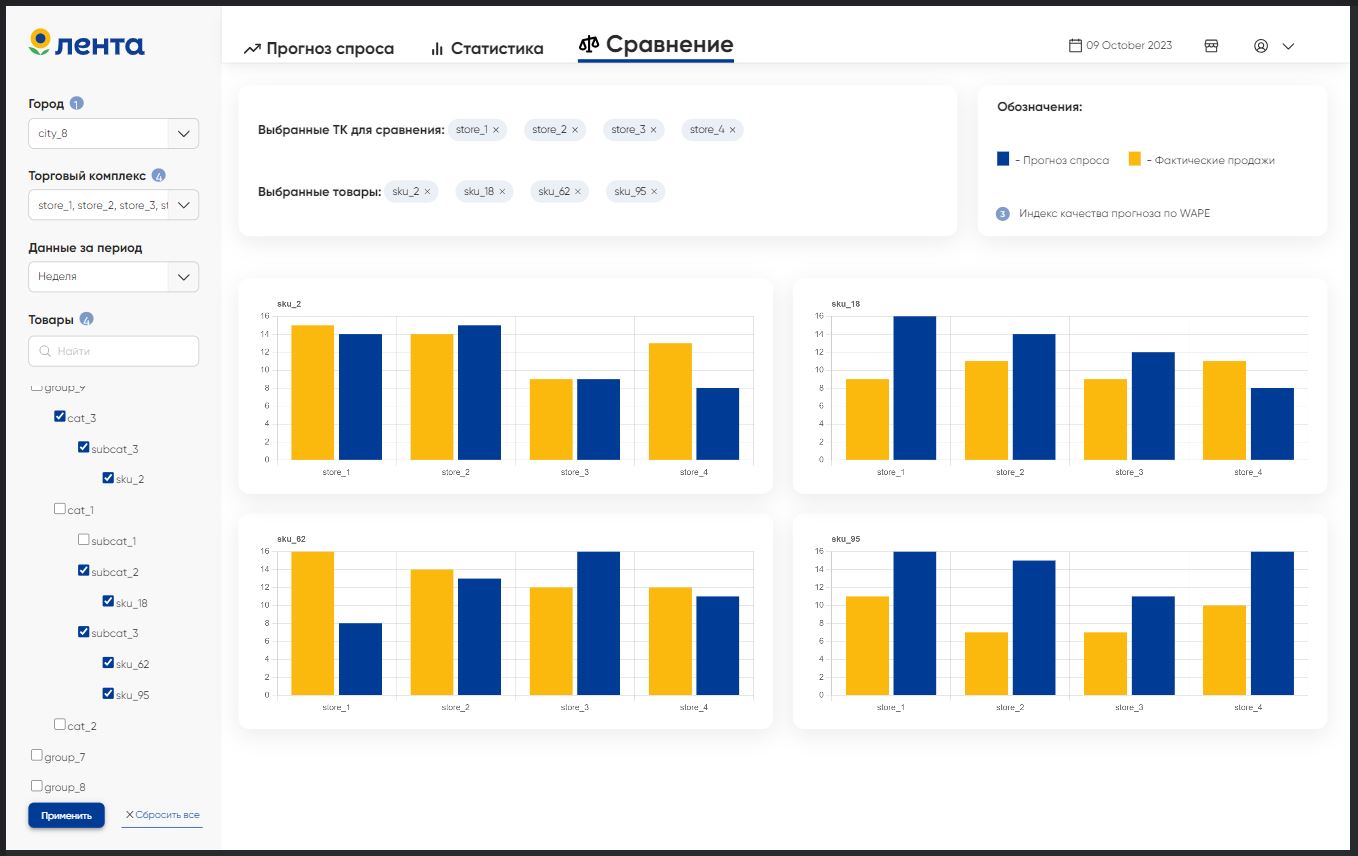 лента
Прогноз спроса
Статистика
Сравнение
09 October 2023
Город 1
city_8
Торговый комплекс 4
store_1, store_2, store_3, st
Данные за период
Неделя
Товары 4
Найти
group_9
cat_3
subcat_3
sku_2
cat_1
subcat_1
subcat_2
sku_18
subcat_3
sku_62
sku_95
cat_2
group_7
group_8
Применить
Сбросить все
Выбранные ТК для сравнения: store_1 × store_2 × store_3 × store_4 ×
Выбранные товары: sku_2 × sku_18 × sku_62 × sku_95 ×
Обозначения:
- Прогноз спроса - Фактические продажи
3 Индекс качества прогноза по WAPE
sku_2
16
14
12
10
8
6
4
2
0
store_1 store_2 store_3 store_4
sku_18
16
14
12
10
8
6
4
2
0
store_1 store_2 store_3 store_4
sku_62
16
14
12
10
8
6
4
2
0
store_1 store_2 store_3 store_4
sku_95
16
14
12
10
8
6
4
2
0
store_1 store_2 store_3 store_4